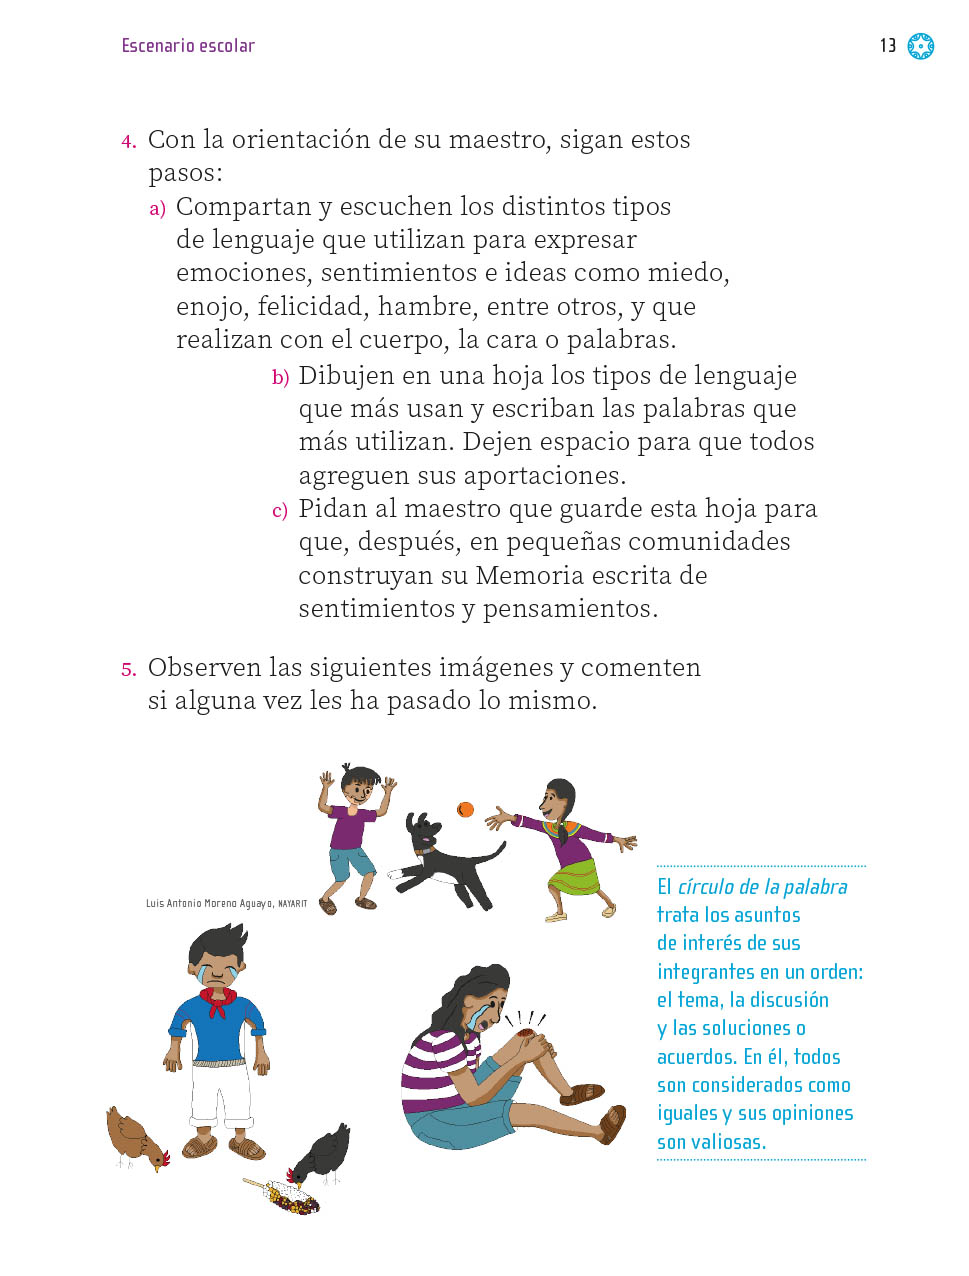 Escenario escolar
13
4. Con la orientación de su maestro, sigan estos
pasos:
a) Compartan y escuchen los distintos tipos
de lenguaje que utilizan para expresar
emociones, sentimientos e ideas como miedo,
enojo, felicidad, hambre, entre otros, y que
realizan con el cuerpo, la cara o palabras.
b) Dibujen en una hoja los tipos de lenguaje
que más usan y escriban las palabras que
más utilizan. Dejen espacio para que todos
agreguen sus aportaciones.
c) Pidan al maestro que guarde esta hoja para
que, después, en pequeñas comunidades
construyan su Memoria escrita de
sentimientos y pensamientos.
5. Observen las siguientes imágenes y comenten
si alguna vez les ha pasado lo mismo.
Luis Antonio Moreno Aguayo, NAYARIT
El círculo de la palabra
trata los asuntos
de interés de sus
integrantes en un orden:
el tema, la discusión
y las soluciones o
acuerdos. En él, todos
son considerados como
iguales y sus opiniones
son valiosas.